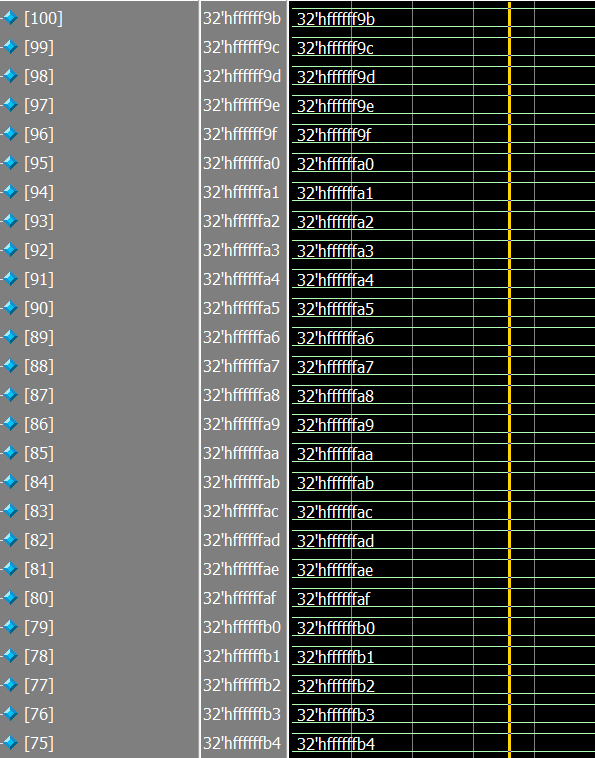 [100] 32'hffffff9b 32'hffffff9b
[99] 32'hffffff9c 32'hffffff9c
[98] 32'hffffff9d 32'hffffff9d
[97] 32'hffffff9e 32'hffffff9e
[96] 32'hffffff9f 32'hffffff9f
[95] 32'hffffffa0 32'hffffffa0
[94] 32'hffffffa1 32'hffffffa1
[93] 32'hffffffa2 32'hffffffa2
[92] 32'hffffffa3 32'hffffffa3
[91] 32'hffffffa4 32'hffffffa4
[90] 32'hffffffa5 32'hffffffa5
[89] 32'hffffffa6 32'hffffffa6
[88] 32'hffffffa7 32'hffffffa7
[87] 32'hffffffa8 32'hffffffa8
[86] 32'hffffffa9 32'hffffffa9
[85] 32'hffffffaa 32'hffffffaa
[84] 32'hffffffab 32'hffffffab
[83] 32'hffffffac 32'hffffffac
[82] 32'hffffffad 32'hffffffad
[81] 32'hffffffae 32'hffffffae
[80] 32'hffffffaf 32'hffffffaf
[79] 32'hffffffb0 32'hffffffb0
[78] 32'hffffffb1 32'hffffffb1
[77] 32'hffffffb2 32'hffffffb2
[76] 32'hffffffb3 32'hffffffb3
[75] 32'hffffffb4 32'hffffffb4